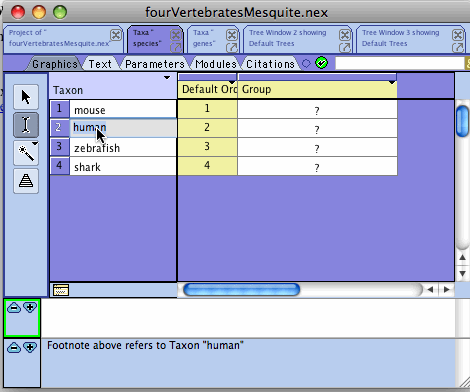 fourVertebratesMesquite.nex
Project of "
fourVertebratesMesquite.nex
Taxa "
species"
Taxa "
genes"
Tree Window 2 showing
Default Trees
Tree Window 3 showing
Default Trees
Graphics Text Parameters Modules Citations
Taxon Default Orc Group
1 mouse 1 ?
2 human 2 ?
3 zebrafish 3 ?
4 shark 4 ?
Footnote above refers to Taxon "human"